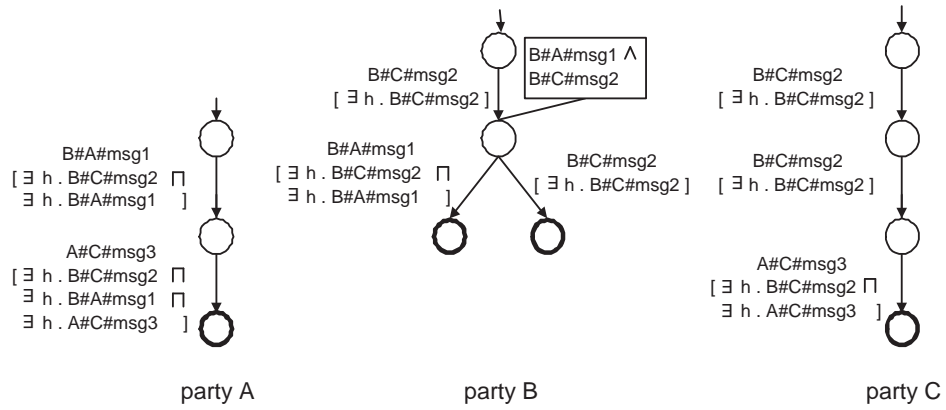 B#A#msg1
[ ∃ h . B#C#msg2 ⊓
∃ h . B#A#msg1 ]
A#C#msg3
[ ∃ h . B#C#msg2 ⊓
∃ h . B#A#msg1 ⊓
∃ h . A#C#msg3 ]
party A
B#C#msg2
[ ∃ h . B#C#msg2 ]
B#A#msg1 ∧
B#C#msg2
B#A#msg1
[ ∃ h . B#C#msg2 ⊓
∃ h . B#A#msg1 ]
B#C#msg2
[ ∃ h . B#C#msg2 ]
party B
B#C#msg2
[ ∃ h . B#C#msg2 ]
B#C#msg2
[ ∃ h . B#C#msg2 ]
A#C#msg3
[ ∃ h . B#C#msg2 ⊓
∃ h . A#C#msg3 ]
party C